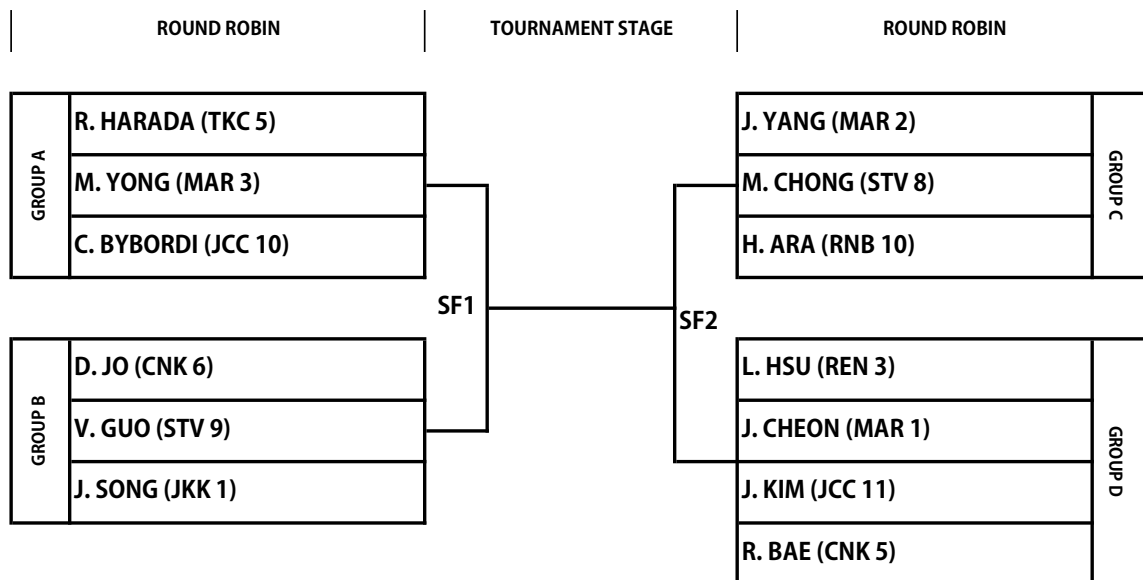 ROUND ROBIN
TOURNAMENT STAGE
ROUND ROBIN
GROUP A
R. HARADA (TKC 5)
M. YONG (MAR 3)
C. BYBORDI (JCC 10)
GROUP B
D. JO (CNK 6)
V. GUO (STV 9)
J. SONG (JKK 1)
SF1
SF2
J. YANG (MAR 2)
M. CHONG (STV 8)
H. ARA (RNB 10)
GROUP C
L. HSU (REN 3)
J. CHEON (MAR 1)
J. KIM (JCC 11)
R. BAE (CNK 5)
GROUP D